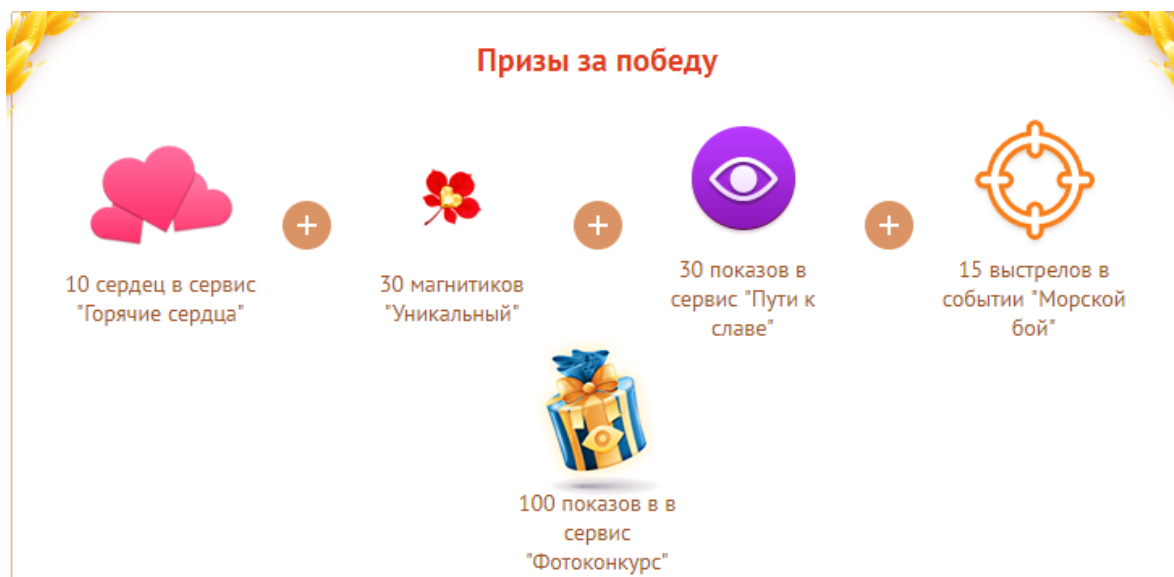 Призы за победу
10 сердец в сервис
"Горячие сердца"
30 магнитиков
"Уникальный"
30 показов в
сервис "Пути к
славе"
15 выстрелов в
событии "Морской
бой"
100 показов в в
сервис
"Фотоконкурс"